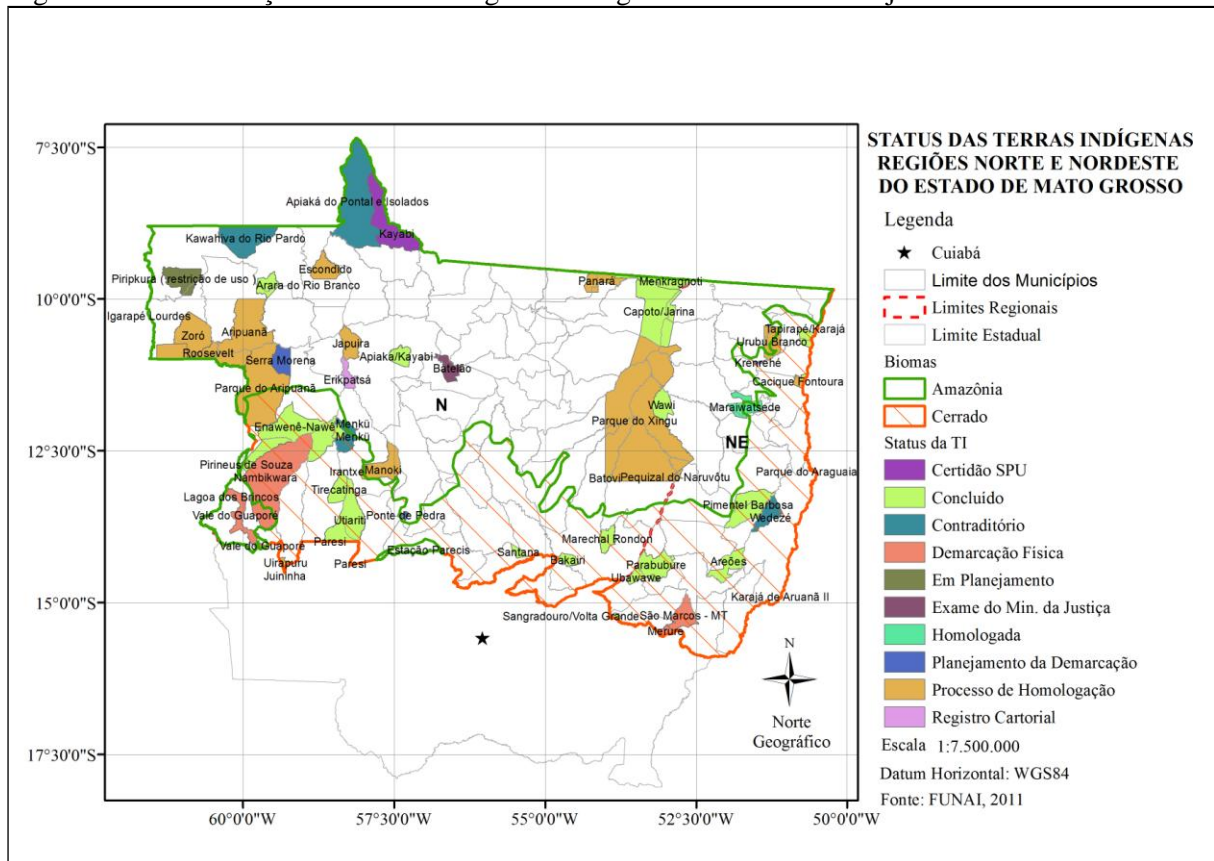 7°30'0"S
10°0'0"S
12°30'0"S
15°0'0"S
17°30'0"S
60°0'0"W
57°30'0"W
55°0'0"W
52°30'0"W
50°0'0"W
Apiaká do Pontal e Isolados
Kayabi
Kawahiva do Rio Pardo
Escondido
Piripkura ( restrição de uso )
Arara do Rio Branco
Panará
Menkragnoti
Capoto/Jarina
Igarapé Lourdes
Zoró
Aripuanã
Roosevelt
Serra Morena
Japuira
Apiaka/Kayabi
Batelão
Erikpatsá
Parque do Aripuanã
Tapirapé/Karajá
Urubu Branco
Krenrehé
Cacique Fontoura
Maraiwatsede
Wawi
Parque do Xingu
N
NE
Enawenê-Nawê
Menkú
Menkú
Pirineus de Souza
Nambikwara
Irantxe
Manoki
Tirecatinga
Batovi
Pequizal do Naruvôtu
Parque do Araguaia
Lagoa dos Brincos
Vale do Guaporé
Utiariti
Ponte de Pedra
Pimentel Barbosa
Wedezé
Vale do Guaporé
Paresi
Estação Parecis
Santana
Marechal Rondon
Bakairi
Parabubure
Areões
Ubawawe
Uirapuru
Juininha
Paresi
Karajá de Aruanã II
Sangradouro/Volta Grande
São Marcos - MT
Merure
N
Norte
Geográfico
STATUS DAS TERRAS INDÍGENAS
REGIÕES NORTE E NORDESTE
DO ESTADO DE MATO GROSSO
Legenda
Cuiabá
Limite dos Municípios
Limites Regionais
Limite Estadual
Biomas
Amazônia
Cerrado
Status da TI
Certidão SPU
Concluído
Contraditório
Demarcação Física
Em Planejamento
Exame do Min. da Justiça
Homologada
Planejamento da Demarcação
Processo de Homologação
Registro Cartorial
Escala 1:7.500.000
Datum Horizontal: WGS84
Fonte: FUNAI, 2011